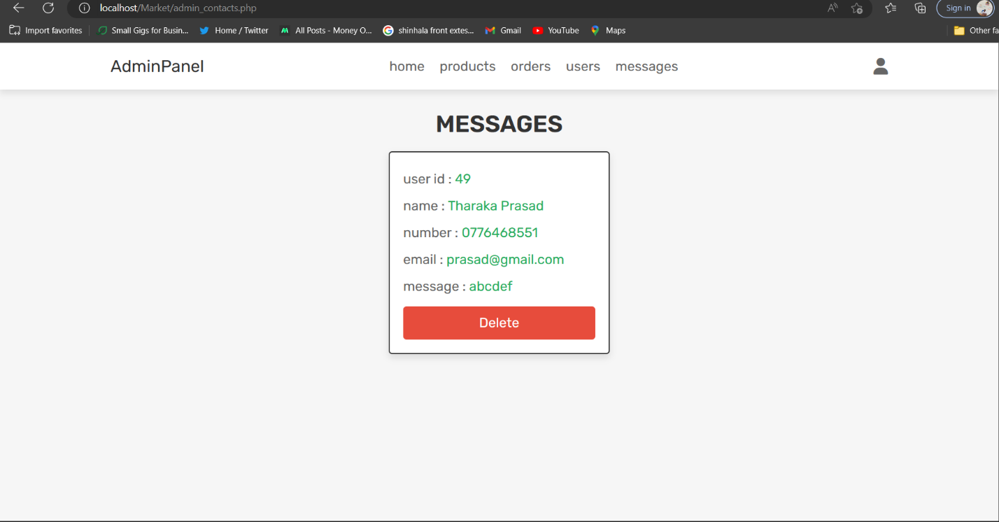 localhost/Market/admin_contacts.php
Sign in
Import favorites
Small Gigs for Busin...
Home / Twitter
All Posts - Money O...
shinhala front extes...
Gmail
YouTube
Maps
Other fa
AdminPanel
home products orders users messages
MESSAGES
user id : 49
name : Tharaka Prasad
number : 0776468551
email : prasad@gmail.com
message : abcdef
Delete